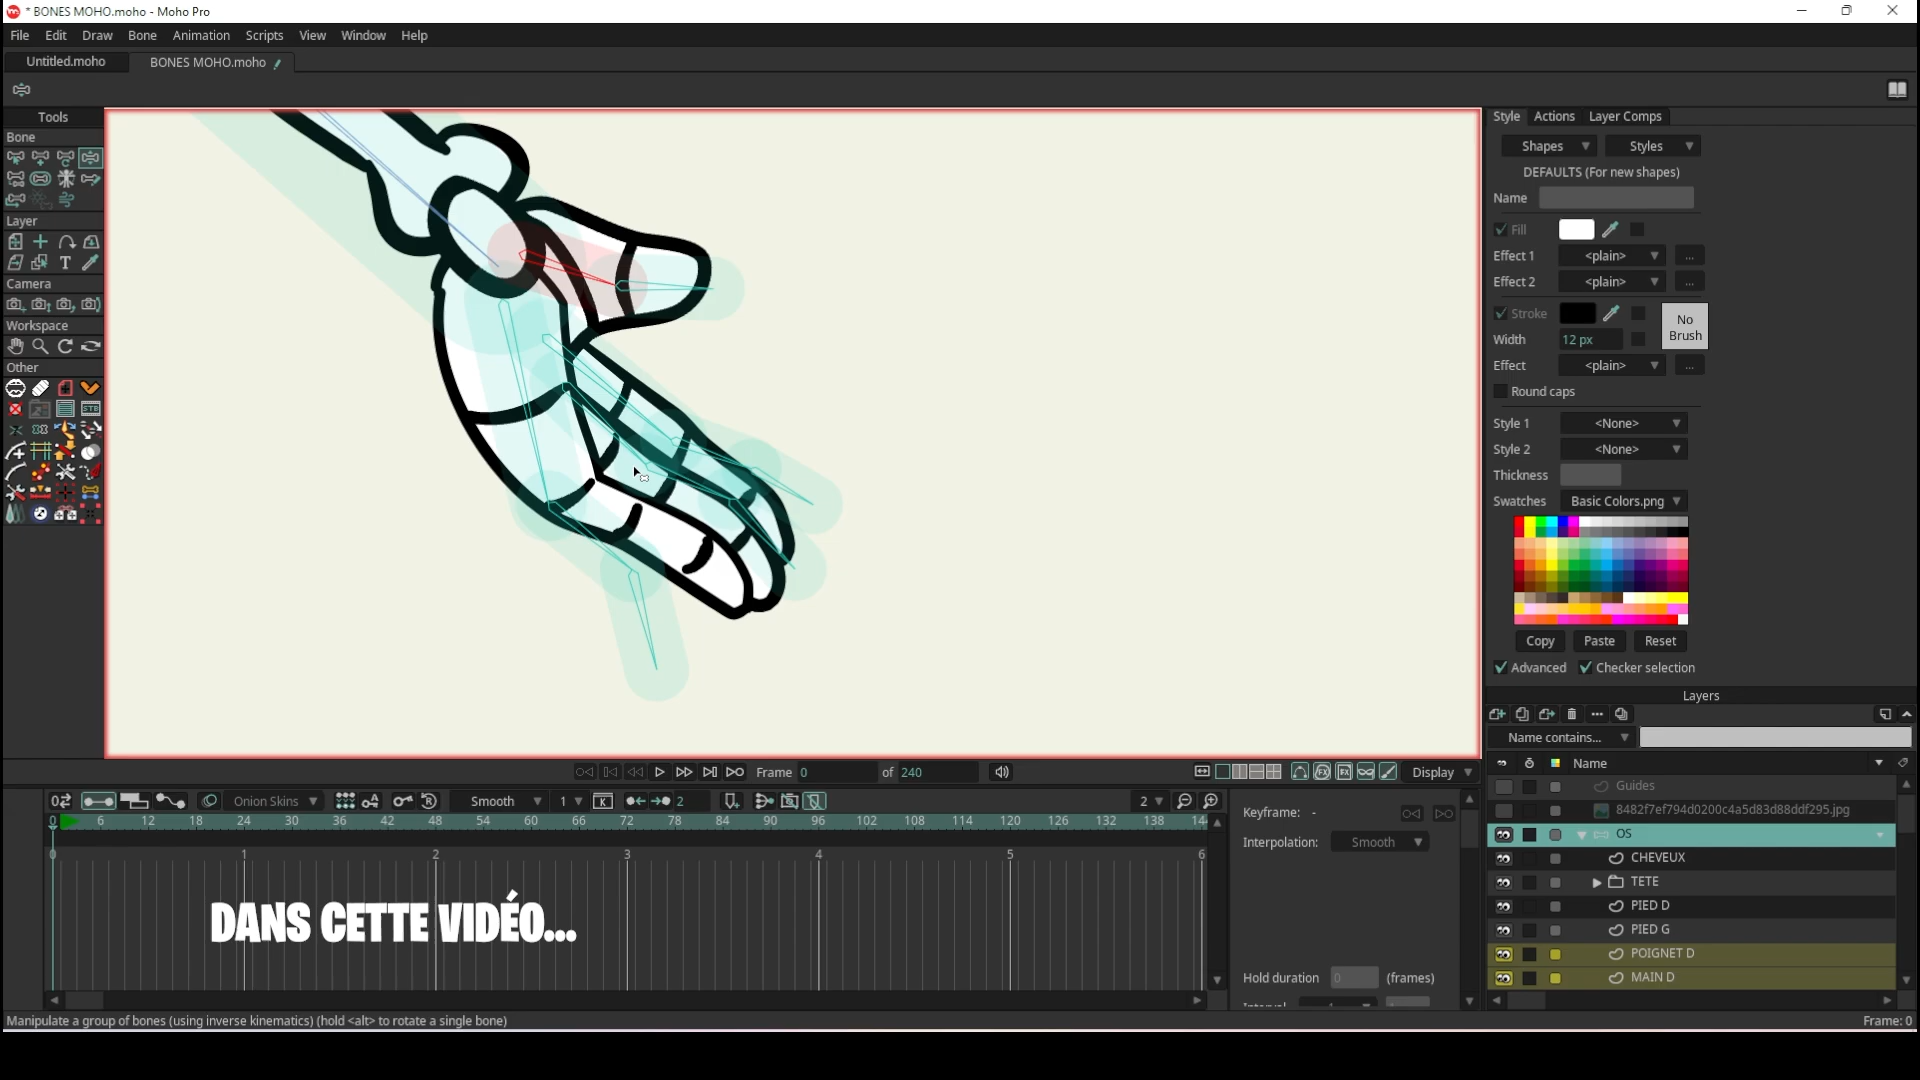 * BONES MOHO.moho - Moho Pro
File Edit Draw Bone Animation Scripts View Window Help
Untitled.moho BONES MOHO.moho
Tools
Bone
Layer
Camera
Workspace
Other
Style Actions Layer Comps
Shapes Styles
DEFAULTS (For new shapes)
Name
Fill
Effect 1 <plain> ...
Effect 2 <plain> ...
Stroke
No Brush
Width 12 px
Effect <plain> ...
Round caps
Style 1 <None>
Style 2 <None>
Thickness
Swatches Basic Colors.png
Copy Paste Reset
Advanced Checker selection
Layers
Name contains...
Name
Guides
8482f7ef794d0200c4a5d83d88ddf295.jpg
OS
CHEVEUX
TETE
PIED D
PIED G
POIGNET D
MAIN D
Frame 0 of 240
Display
Onion Skins Smooth 1 2 2
0 6 12 18 24 30 36 42 48 54 60 66 72 78 84 90 96 102 108 114 120 126 132 138 144
0 1 2 3 4 5 6
DANS CETTE VIDÉO...
Keyframe: -
Interpolation: Smooth
Hold duration 0 (frames)
Manipulate a group of bones (using inverse kinematics) (hold <alt> to rotate a single bone)
Frame: 0